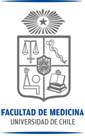 FACULTAD DE MEDICINA
UNIVERSIDAD DE CHILE